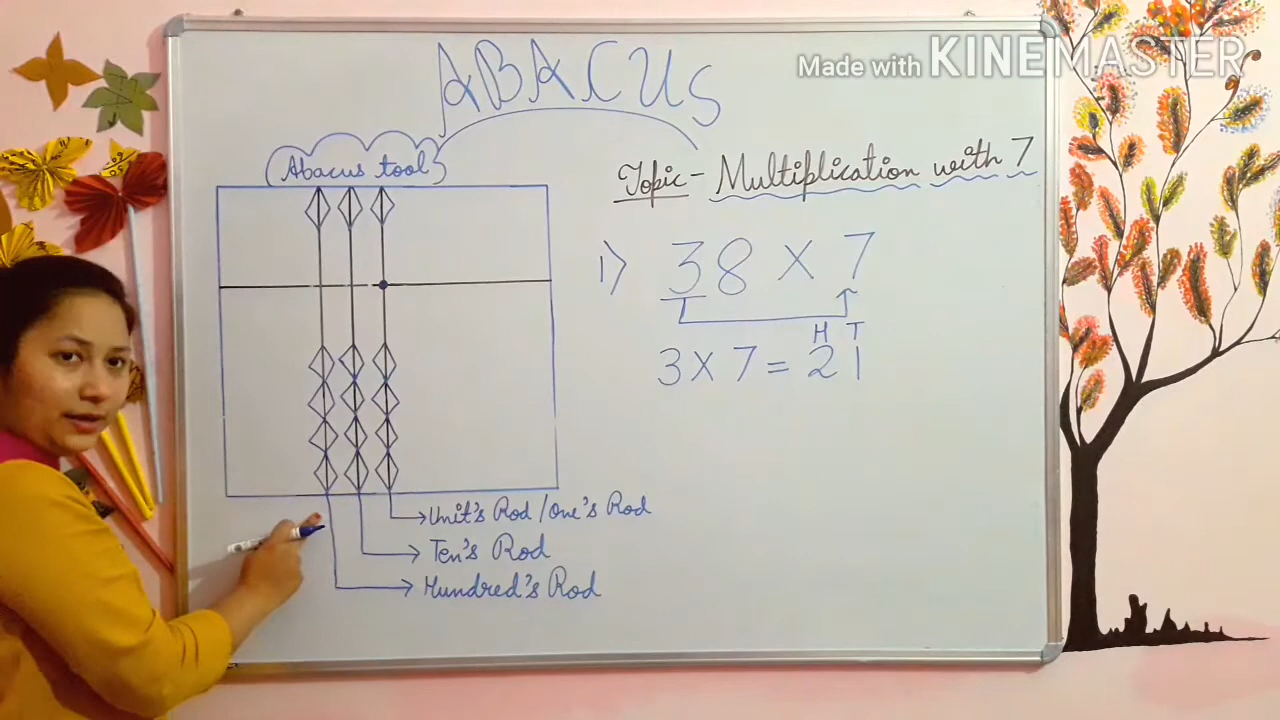 Made with KINEMASTER
ABACUS
Abacus tool
Topic - Multiplication with 7
1) 38 X 7
H T
3 X 7 = 21
Unit's Rod / One's Rod
Ten's Rod
Hundred's Rod